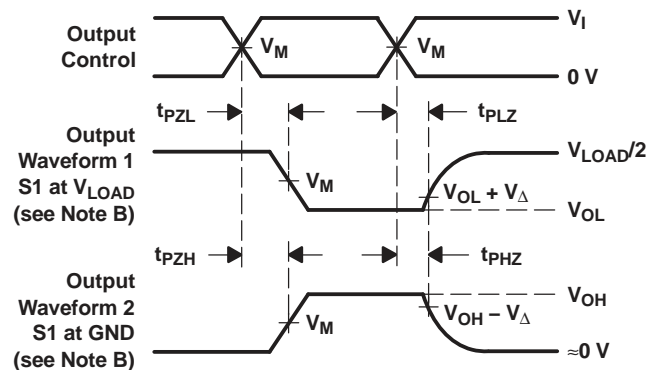 Output
Control
V_I
V_M
V_M
0 V
t_PZL
t_PLZ
Output
Waveform 1
S1 at V_LOAD
(see Note B)
V_LOAD/2
V_M
V_OL + V_Δ
V_OL
t_PZH
t_PHZ
Output
Waveform 2
S1 at GND
(see Note B)
V_OH
V_M
V_OH − V_Δ
≈0 V